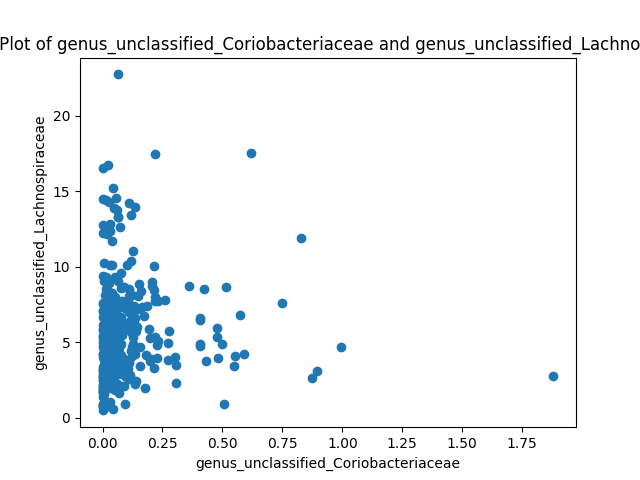 Plot of genus_unclassified_Coriobacteriaceae and genus_unclassified_Lachno
genus_unclassified_Lachnospiraceae
20
15
10
5
0
0.00 0.25 0.50 0.75 1.00 1.25 1.50 1.75
genus_unclassified_Coriobacteriaceae